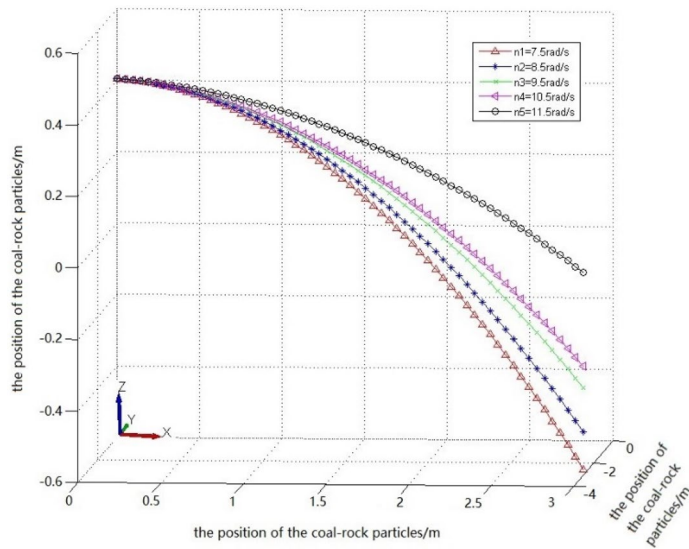 0.6
0.4
0.2
0
-0.2
-0.4
-0.6
the position of the coal-rock particles/m
n1=7.5rad/s
n2=8.5rad/s
n3=9.5rad/s
n4=10.5rad/s
n5=11.5rad/s
Z
Y
X
0
0.5
1
1.5
2
2.5
3
-4
-2
0
the position of the coal-rock particles/m
the position of
the coal-rock
particles/m